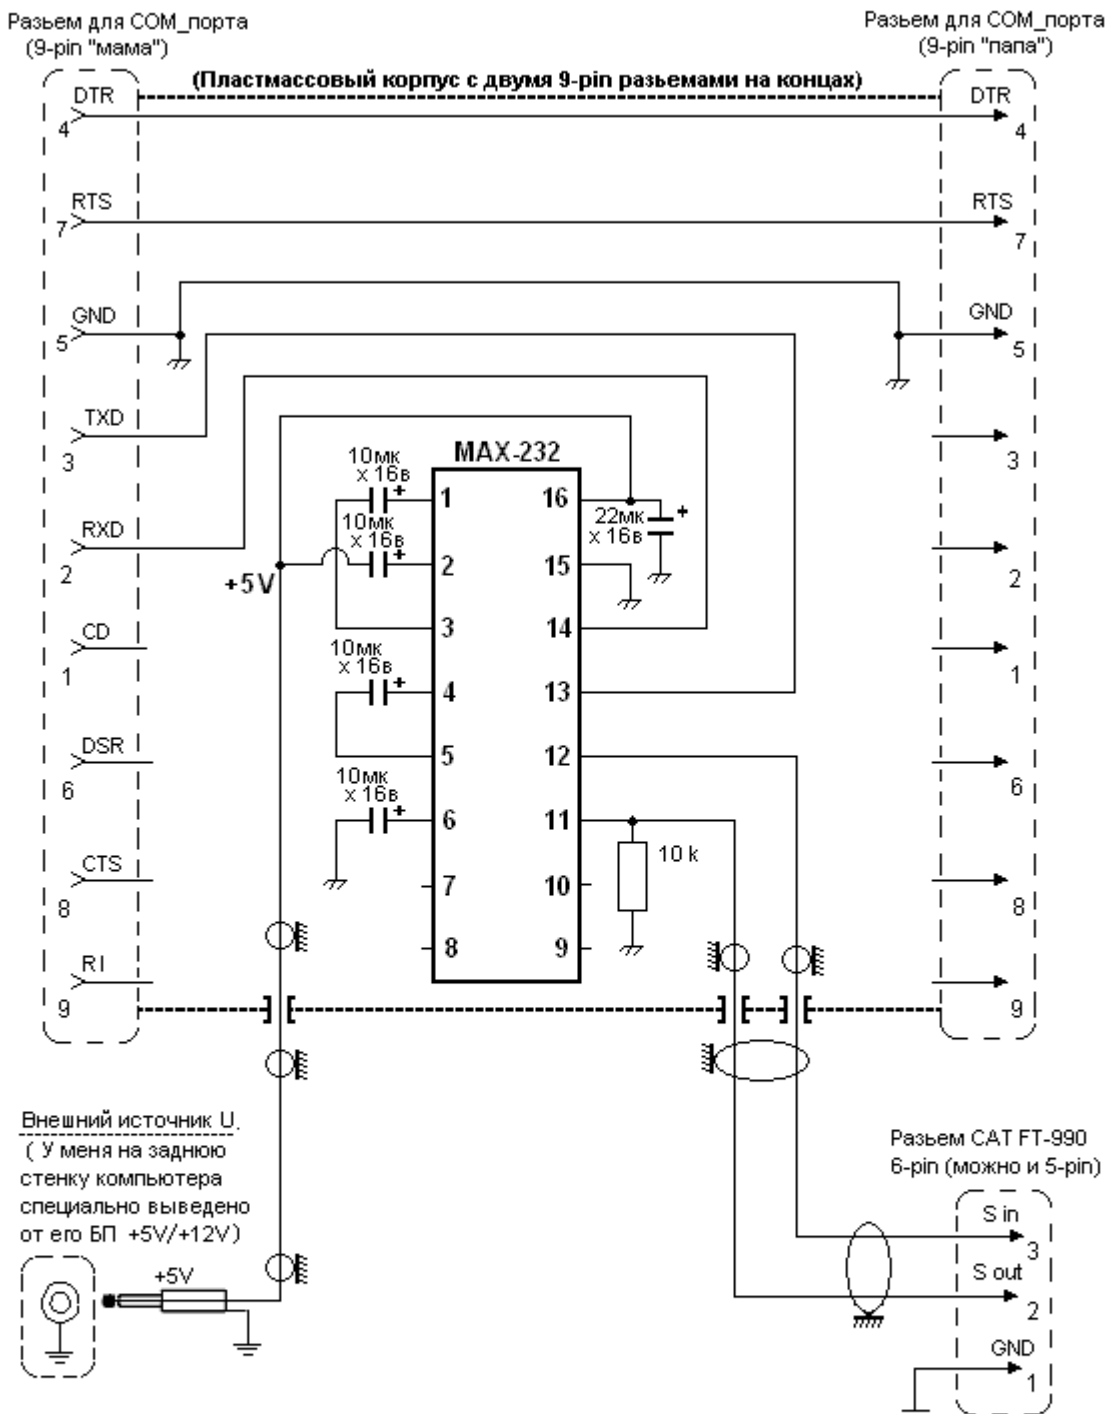 Разьем для COM_порта
(9-pin "мама")
Разьем для COM_порта
(9-pin "папа")
(Пластмассовый корпус с двумя 9-pin разьемами на концах)
DTR
4
DTR
4
RTS
7
RTS
7
GND
5
GND
5
TXD
3
3
RXD
2
2
CD
1
1
DSR
6
6
CTS
8
8
RI
9
9
MAX-232
10мк
х 16в
+
1
16
22мк
х 16в
+
10мк
х 16в
+
2
15
+5V
3
14
10мк
х 16в
+
4
13
5
12
10мк
х 16в
+
6
11
10 k
7
10
8
9
Внешний источник U.
( У меня на заднюю
стенку компьютера
специально выведено
от его БП +5V/+12V)
+5V
Разьем CAT FT-990
6-pin (можно и 5-pin)
S in
3
S out
2
GND
1